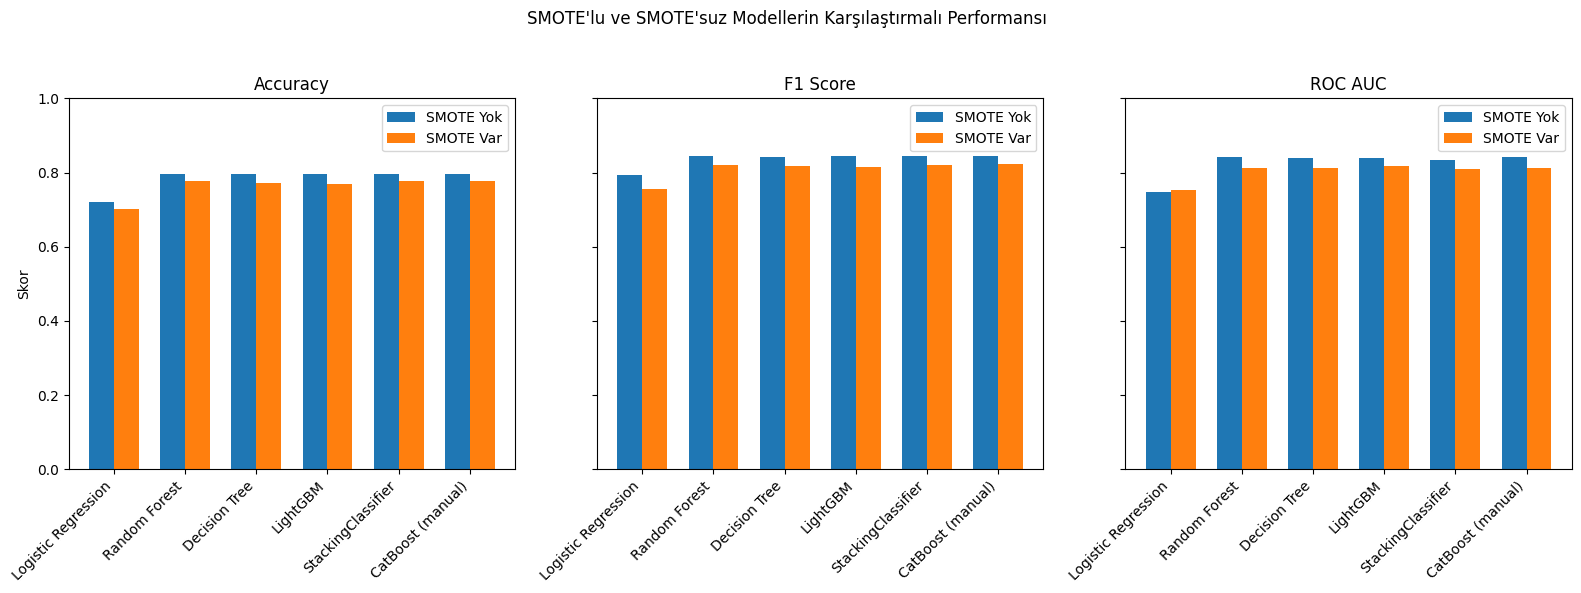 SMOTE'lu ve SMOTE'suz Modellerin Karşılaştırmalı Performansı
Accuracy
SMOTE Yok
SMOTE Var
1.0
0.8
0.6
0.4
0.2
0.0
Skor
Logistic Regression
Random Forest
Decision Tree
LightGBM
StackingClassifier
CatBoost (manual)
F1 Score
SMOTE Yok
SMOTE Var
Logistic Regression
Random Forest
Decision Tree
LightGBM
StackingClassifier
CatBoost (manual)
ROC AUC
SMOTE Yok
SMOTE Var
Logistic Regression
Random Forest
Decision Tree
LightGBM
StackingClassifier
CatBoost (manual)